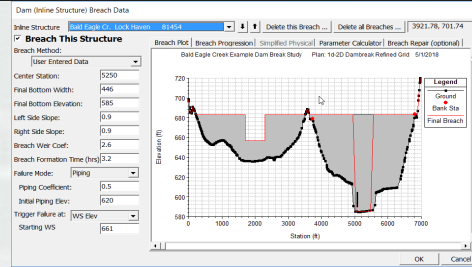 Dam (Inline Structure) Breach Data
Inline Structure Bald Eagle Cr. Lock Haven 81454 Delete this Breach ... Delete all Breaches ... 3921.78, 701.74
Breach This Structure
Breach Method:
User Entered Data
Center Station: 5250
Final Bottom Width: 446
Final Bottom Elevation: 585
Left Side Slope: 0.9
Right Side Slope: 0.9
Breach Weir Coef: 2.6
Breach Formation Time (hrs): 3.2
Failure Mode: Piping
Piping Coefficient: 0.5
Initial Piping Elev: 620
Trigger Failure at: WS Elev
Starting WS 661
Breach Plot Breach Progression Simplified Physical Parameter Calculator Breach Repair (optional)
Bald Eagle Creek Example Dam Break Study Plan: 1d-2D Dambreak Refined Grid 5/1/2018
Elevation (ft)
720
700
680
660
640
620
600
580
0 1000 2000 3000 4000 5000 6000 7000
Station (ft)
Legend
Ground
Bank Sta
Final Breach
OK Cancel